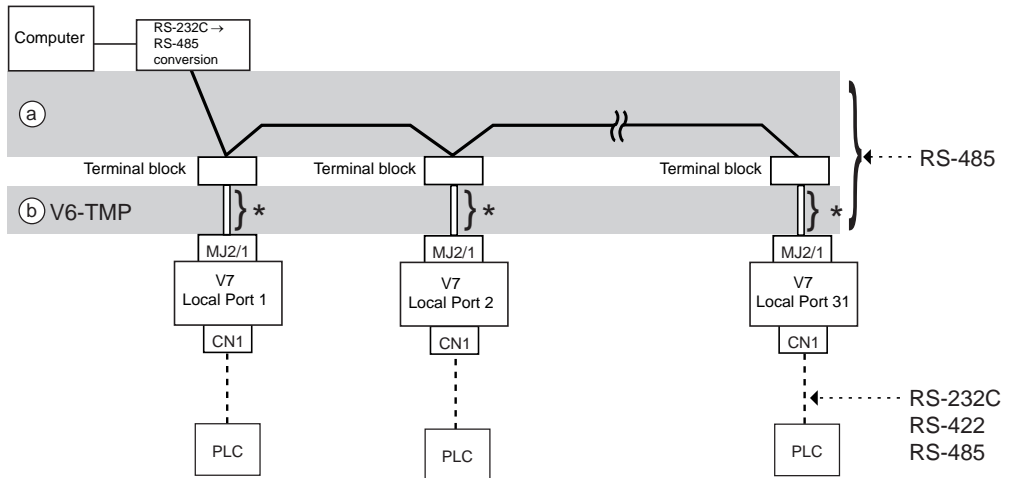 Computer
RS-232C →
RS-485
conversion
a
Terminal block
Terminal block
Terminal block
RS-485
b V6-TMP
*
*
*
MJ2/1
MJ2/1
MJ2/1
V7
Local Port 1
V7
Local Port 2
V7
Local Port 31
CN1
CN1
CN1
RS-232C
RS-422
RS-485
PLC
PLC
PLC